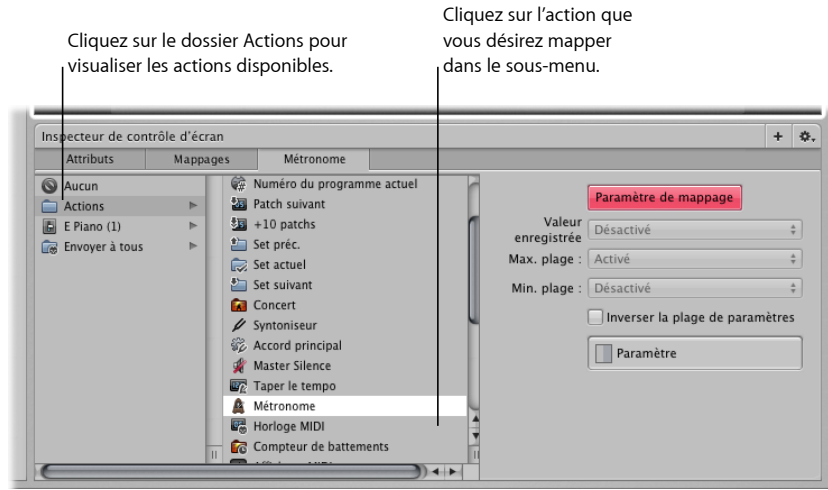 Cliquez sur l'action que
vous désirez mapper
dans le sous-menu.
Cliquez sur le dossier Actions pour
visualiser les actions disponibles.
Inspecteur de contrôle d'écran
Attributs Mappages Métronome
Aucun
Actions
E Piano (1)
Envoyer à tous
Numéro du programme actuel
Patch suivant
+10 patchs
Set préc.
Set actuel
Set suivant
Concert
Syntoniseur
Accord principal
Master Silence
Taper le tempo
Métronome
Horloge MIDI
Compteur de battements
Paramètre de mappage
Valeur
enregistrée
Désactivé
Max. plage : Activé
Min. plage : Désactivé
Inverser la plage de paramètres
Paramètre